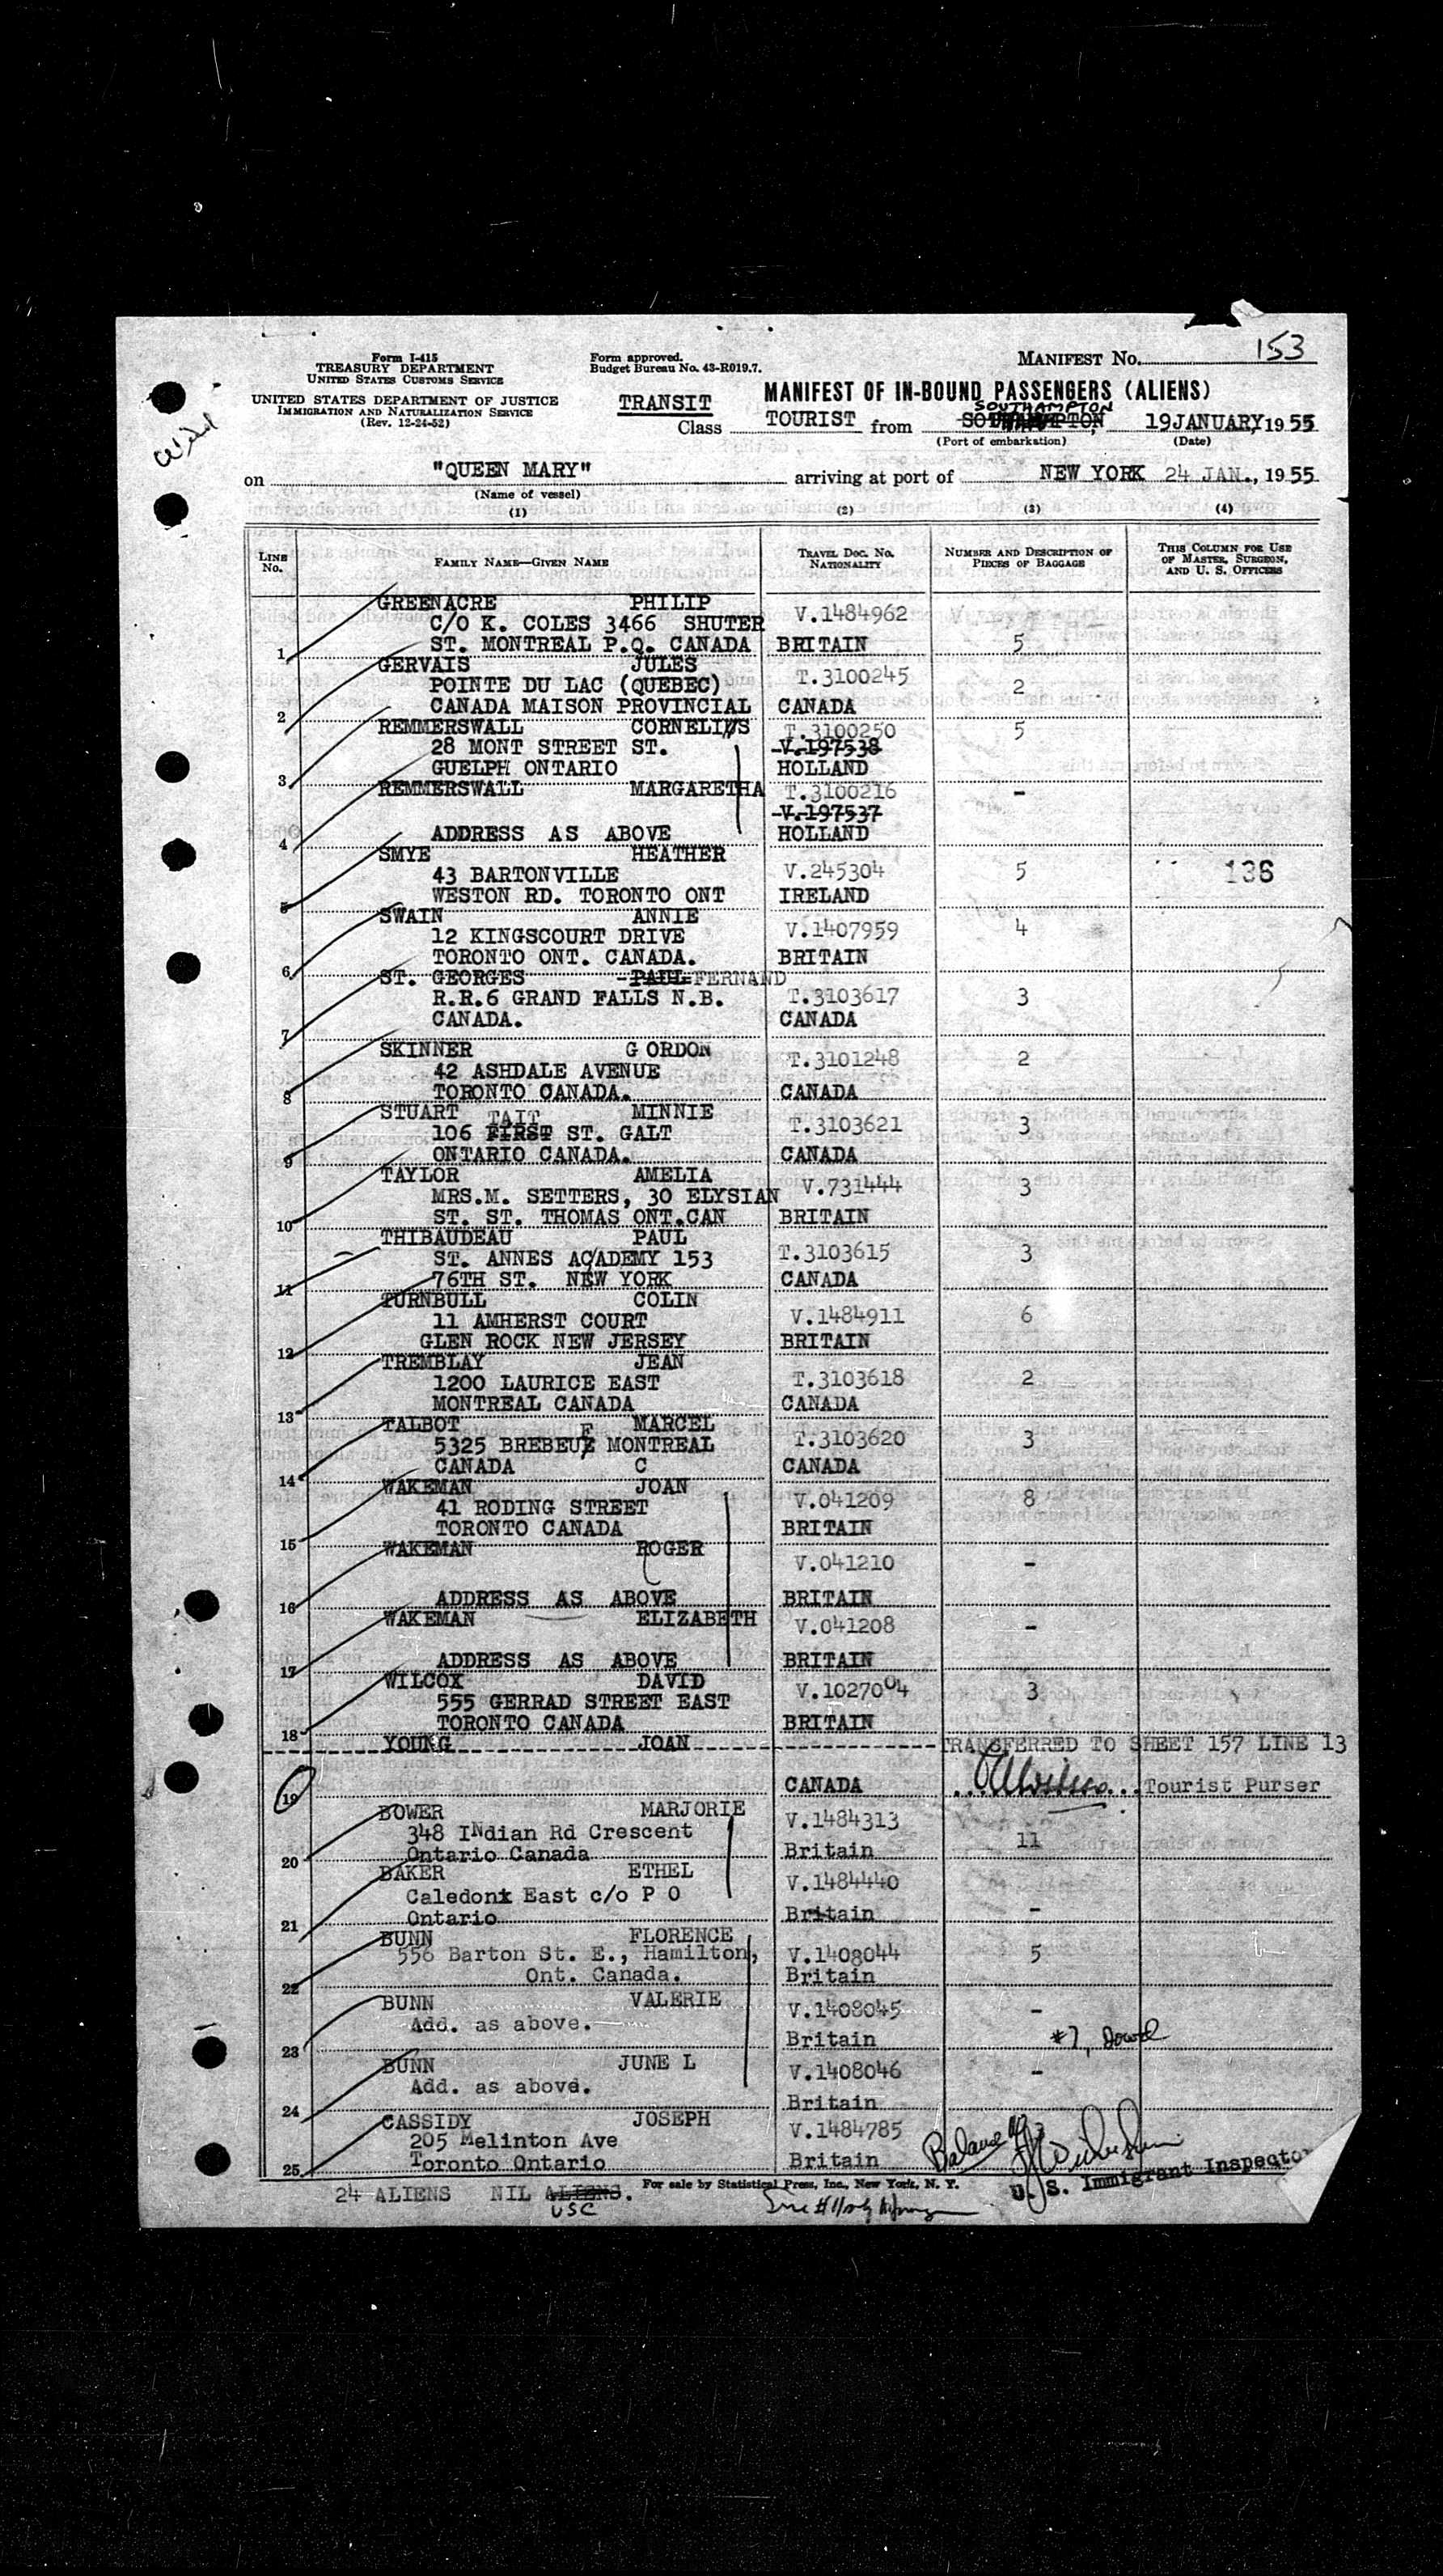 Form I-415
TREASURY DEPARTMENT
UNITED STATES CUSTOMS SERVICE
UNITED STATES DEPARTMENT OF JUSTICE
IMMIGRATION AND NATURALIZATION SERVICE
(Rev. 12-24-52)
Form approved.
Budget Bureau No. 43-R019.7.
MANIFEST No. 153
MANIFEST OF IN-BOUND PASSENGERS (ALIENS)
TRANSIT
SOUTHAMPTON
Class TOURIST from SOUTHAMPTON, 19 JANUARY, 1955
(Port of embarkation) (Date)
on "QUEEN MARY" arriving at port of NEW YORK 24 JAN., 1955
(Name of vessel)
(1) (2) (3) (4)
LINE No. FAMILY NAME—GIVEN NAME TRAVEL DOC. NO. NATIONALITY NUMBER AND DESCRIPTION OF PIECES OF BAGGAGE THIS COLUMN FOR USE OF MASTER, SURGEON, AND U. S. OFFICERS
GREENACRE PHILIP V.1484962
C/O K. COLES 3466 SHUTER
1 ST. MONTREAL P.Q. CANADA BRITAIN 5
GERVAIS JULES T.3100245
POINTE DU LAC (QUEBEC) 2
2 CANADA MAISON PROVINCIAL CANADA
REMMERSWALL CORNELIUS T.3100250 5
28 MONT STREET ST. V.197538
3 GUELPH ONTARIO HOLLAND
REMMERSWALL MARGARETHA T.3100216 -
V.197537
4 ADDRESS AS ABOVE HOLLAND
SMYE HEATHER
43 BARTONVILLE V.245304 5 136
5 WESTON RD. TORONTO ONT IRELAND
SWAIN ANNIE V.1407959 4
12 KINGSCOURT DRIVE
6 TORONTO ONT. CANADA. BRITAIN
ST. GEORGES -PAUL- FERNAND
R.R.6 GRAND FALLS N.B. T.3103617 3
7 CANADA. CANADA
SKINNER G ORDON T.3101248 2
42 ASHDALE AVENUE
8 TORONTO CANADA. CANADA
STUART TAIT MINNIE T.3103621 3
106 FIRST ST. GALT
9 ONTARIO CANADA. CANADA
TAYLOR AMELIA V.731444 3
MRS.M. SETTERS, 30 ELYSIAN
10 ST. ST. THOMAS ONT.CAN BRITAIN
THIBAUDEAU PAUL T.3103615 3
ST. ANNES ACADEMY 153
11 76TH ST. NEW YORK CANADA
TURNBULL COLIN V.1484911 6
11 AMHERST COURT
12 GLEN ROCK NEW JERSEY BRITAIN
TREMBLAY JEAN T.3103618 2
1200 LAURICE EAST
13 MONTREAL CANADA CANADA
TALBOT MARCEL T.3103620 3
5325 BREBEUF MONTREAL
14 CANADA C CANADA
WAKEMAN JOAN V.041209 8
41 RODING STREET
15 TORONTO CANADA BRITAIN
WAKEMAN ROGER V.041210 -
16 ADDRESS AS ABOVE BRITAIN
WAKEMAN ELIZABETH V.041208 -
17 ADDRESS AS ABOVE BRITAIN
WILCOX DAVID V.1027004 3
555 GERRAD STREET EAST
18 TORONTO CANADA BRITAIN
YOUNG JOAN TRANSFERRED TO SHEET 157 LINE 13
19 CANADA Tourist Purser
BOWER MARJORIE V.1484313
348 INdian Rd Crescent 11
20 Ontario Canada Britain
BAKER ETHEL V.1484440
Caledon East c/o P O
21 Ontario Britain -
BUNN FLORENCE
556 Barton St. E., Hamilton, V.1408044 5
22 Ont. Canada. Britain
BUNN VALERIE V.1408045 -
Add. as above.
23 Britain #7,
BUNN JUNE L V.1408046 -
Add. as above.
24 Britain
CASSIDY JOSEPH V.1484785
205 Melinton Ave
25 Toronto Ontario Britain
Balance
U. S. Immigrant Inspector
24 ALIENS NIL ALIENS.
USC
For sale by Statistical Press, Inc., New York, N. Y.